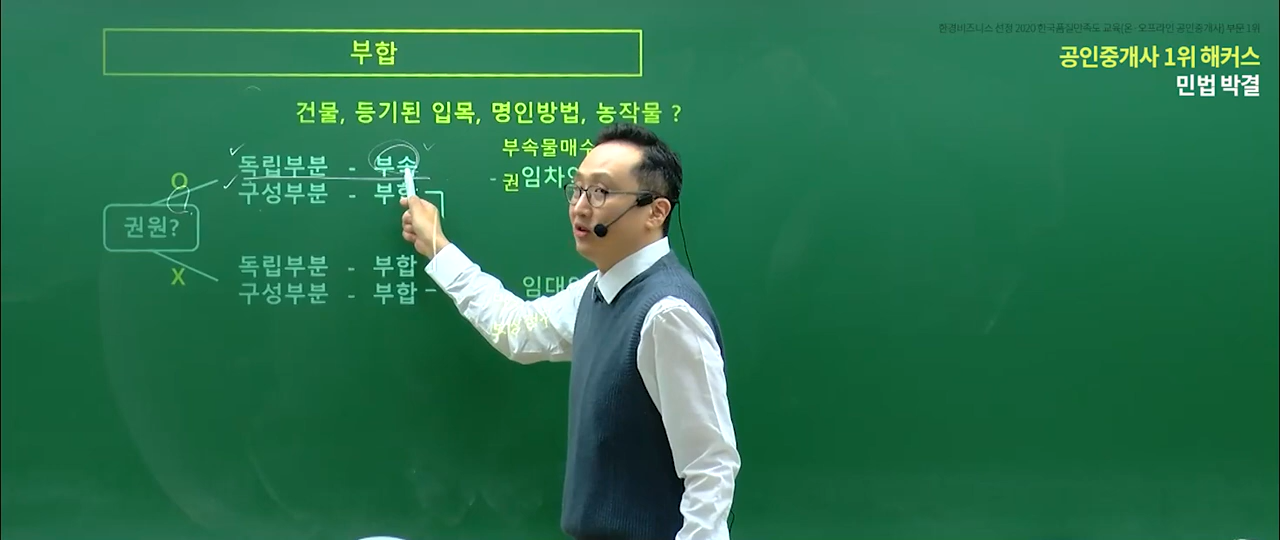 한경비즈니스 선정 2020 한국품질만족도 교육(온·오프라인 공인중개사) 부문 1위
공인중개사 1위 해커스
민법 박결
부합
건물, 등기된 입목, 명인방법, 농작물 ?
독립부분 - 부속
부속물매수
구성부분 - 부합
- 권 임차
O
권원?
X
독립부분 - 부합
구성부분 - 부합
임대